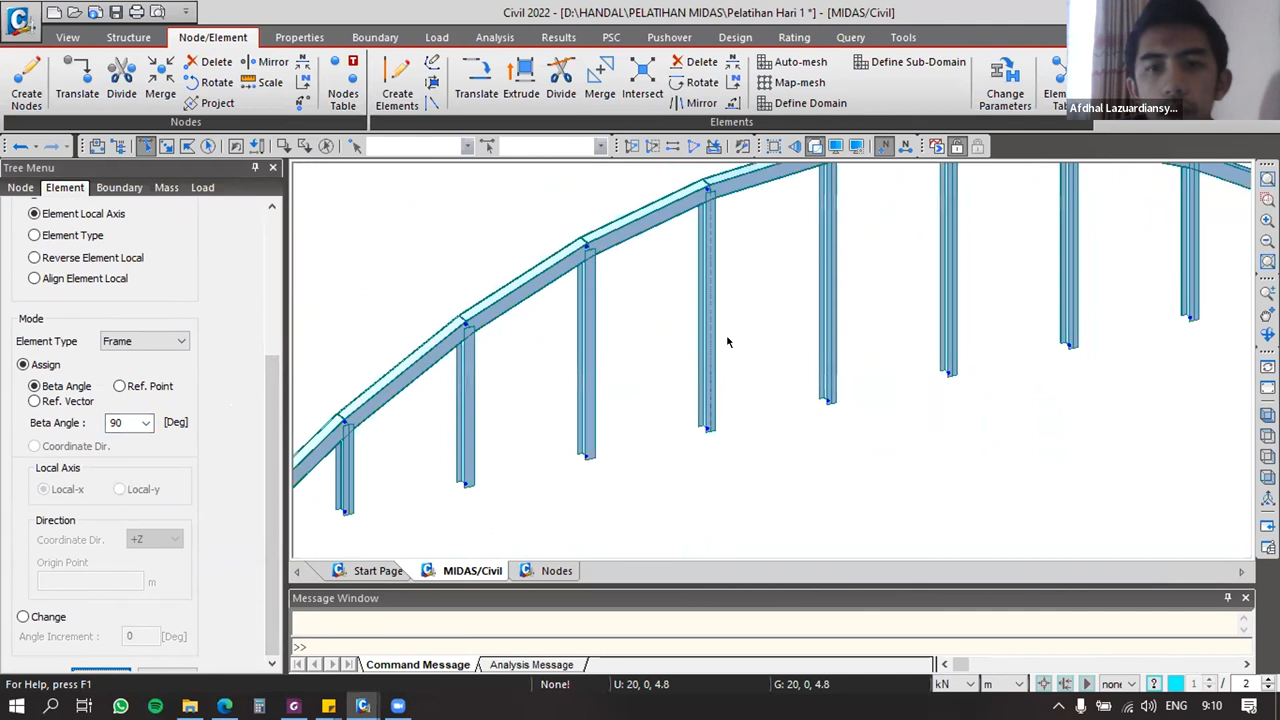 Civil 2022 - [D:\HANDAL\PELATIHAN MIDAS\Pelatihan Hari 1 *] - [MIDAS/Civil]
View Structure Node/Element Properties Boundary Load Analysis Results PSC Pushover Design Rating Query Tools
Create Nodes
Translate
Divide
Merge
Delete
Rotate
Project
Mirror
Scale
Nodes Table
Create Elements
Translate
Extrude
Divide
Merge
Intersect
Delete
Rotate
Mirror
Auto-mesh
Map-mesh
Define Domain
Define Sub-Domain
Change Parameters
Afdhal Lazuardiansy...
Nodes
Elements
Tree Menu
Node Element Boundary Mass Load
Element Local Axis
Element Type
Reverse Element Local
Align Element Local
Mode
Element Type Frame
Assign
Beta Angle Ref. Point
Ref. Vector
Beta Angle : 90 [Deg]
Coordinate Dir.
Local Axis
Local-x Local-y
Direction
Coordinate Dir. +Z
Origin Point
m
Change
Angle Increment : 0 [Deg]
Start Page MIDAS/Civil Nodes
Message Window
>>
Command Message Analysis Message
For Help, press F1 None! U: 20, 0, 4.8 G: 20, 0, 4.8 kN m none 1 / 2
ENG 9:10